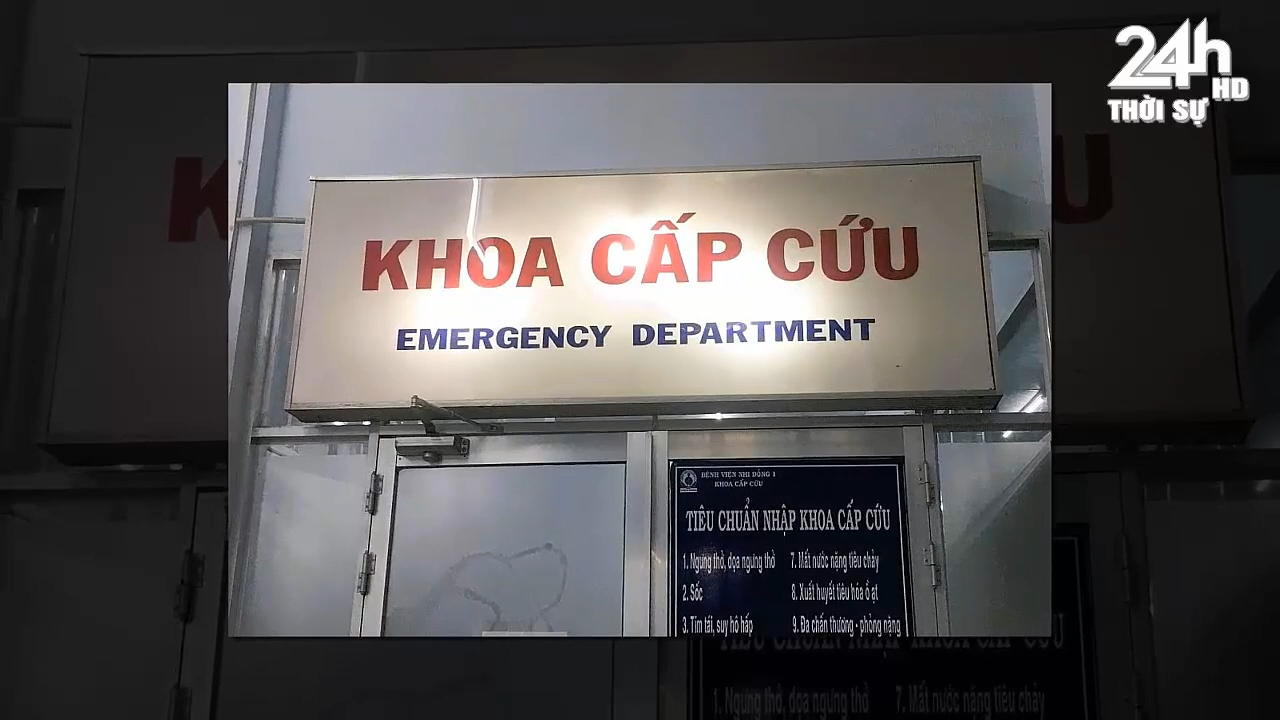 24h
HD
THỜI SỰ
KHOA CẤP CỨU
EMERGENCY DEPARTMENT
BỆNH VIỆN NHI ĐỒNG 1
KHOA CẤP CỨU
TIÊU CHUẨN NHẬP KHOA CẤP CỨU
1. Ngưng thở, dọa ngưng thở
7. Mất nước nặng tiêu chảy
2. Sốc
8. Xuất huyết tiêu hóa ồ ạt
3. Tím tái, suy hô hấp
9. Đa chấn thương - phỏng nặng